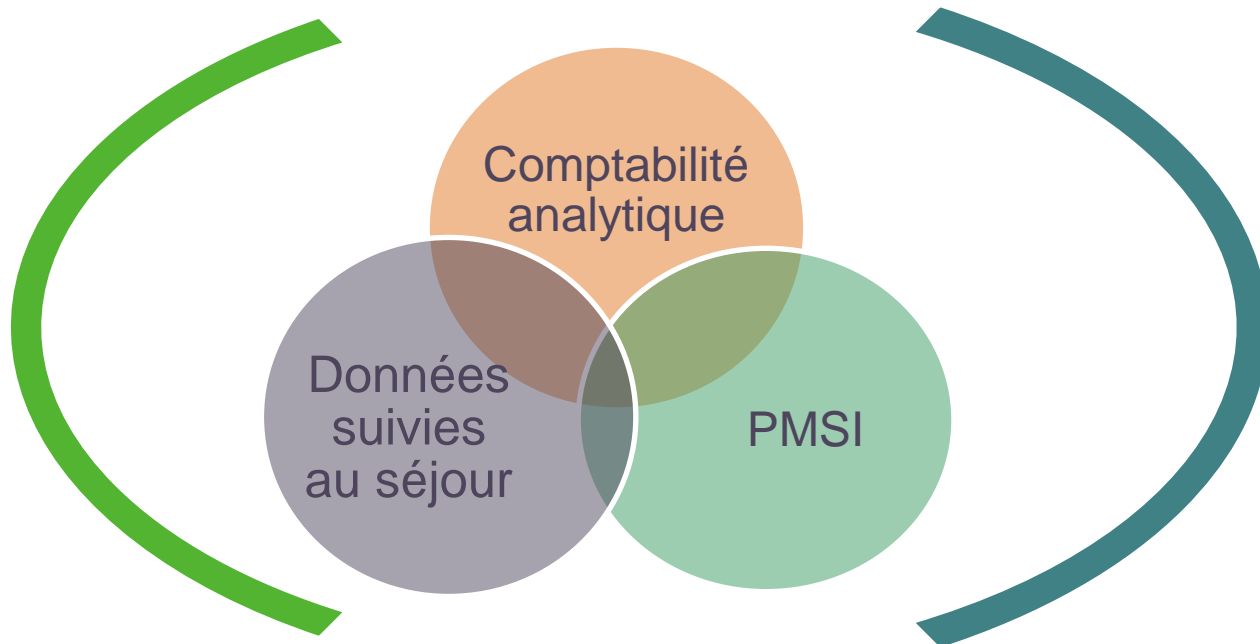 Comptabilité
analytique
Données
suivies
au séjour
PMSI